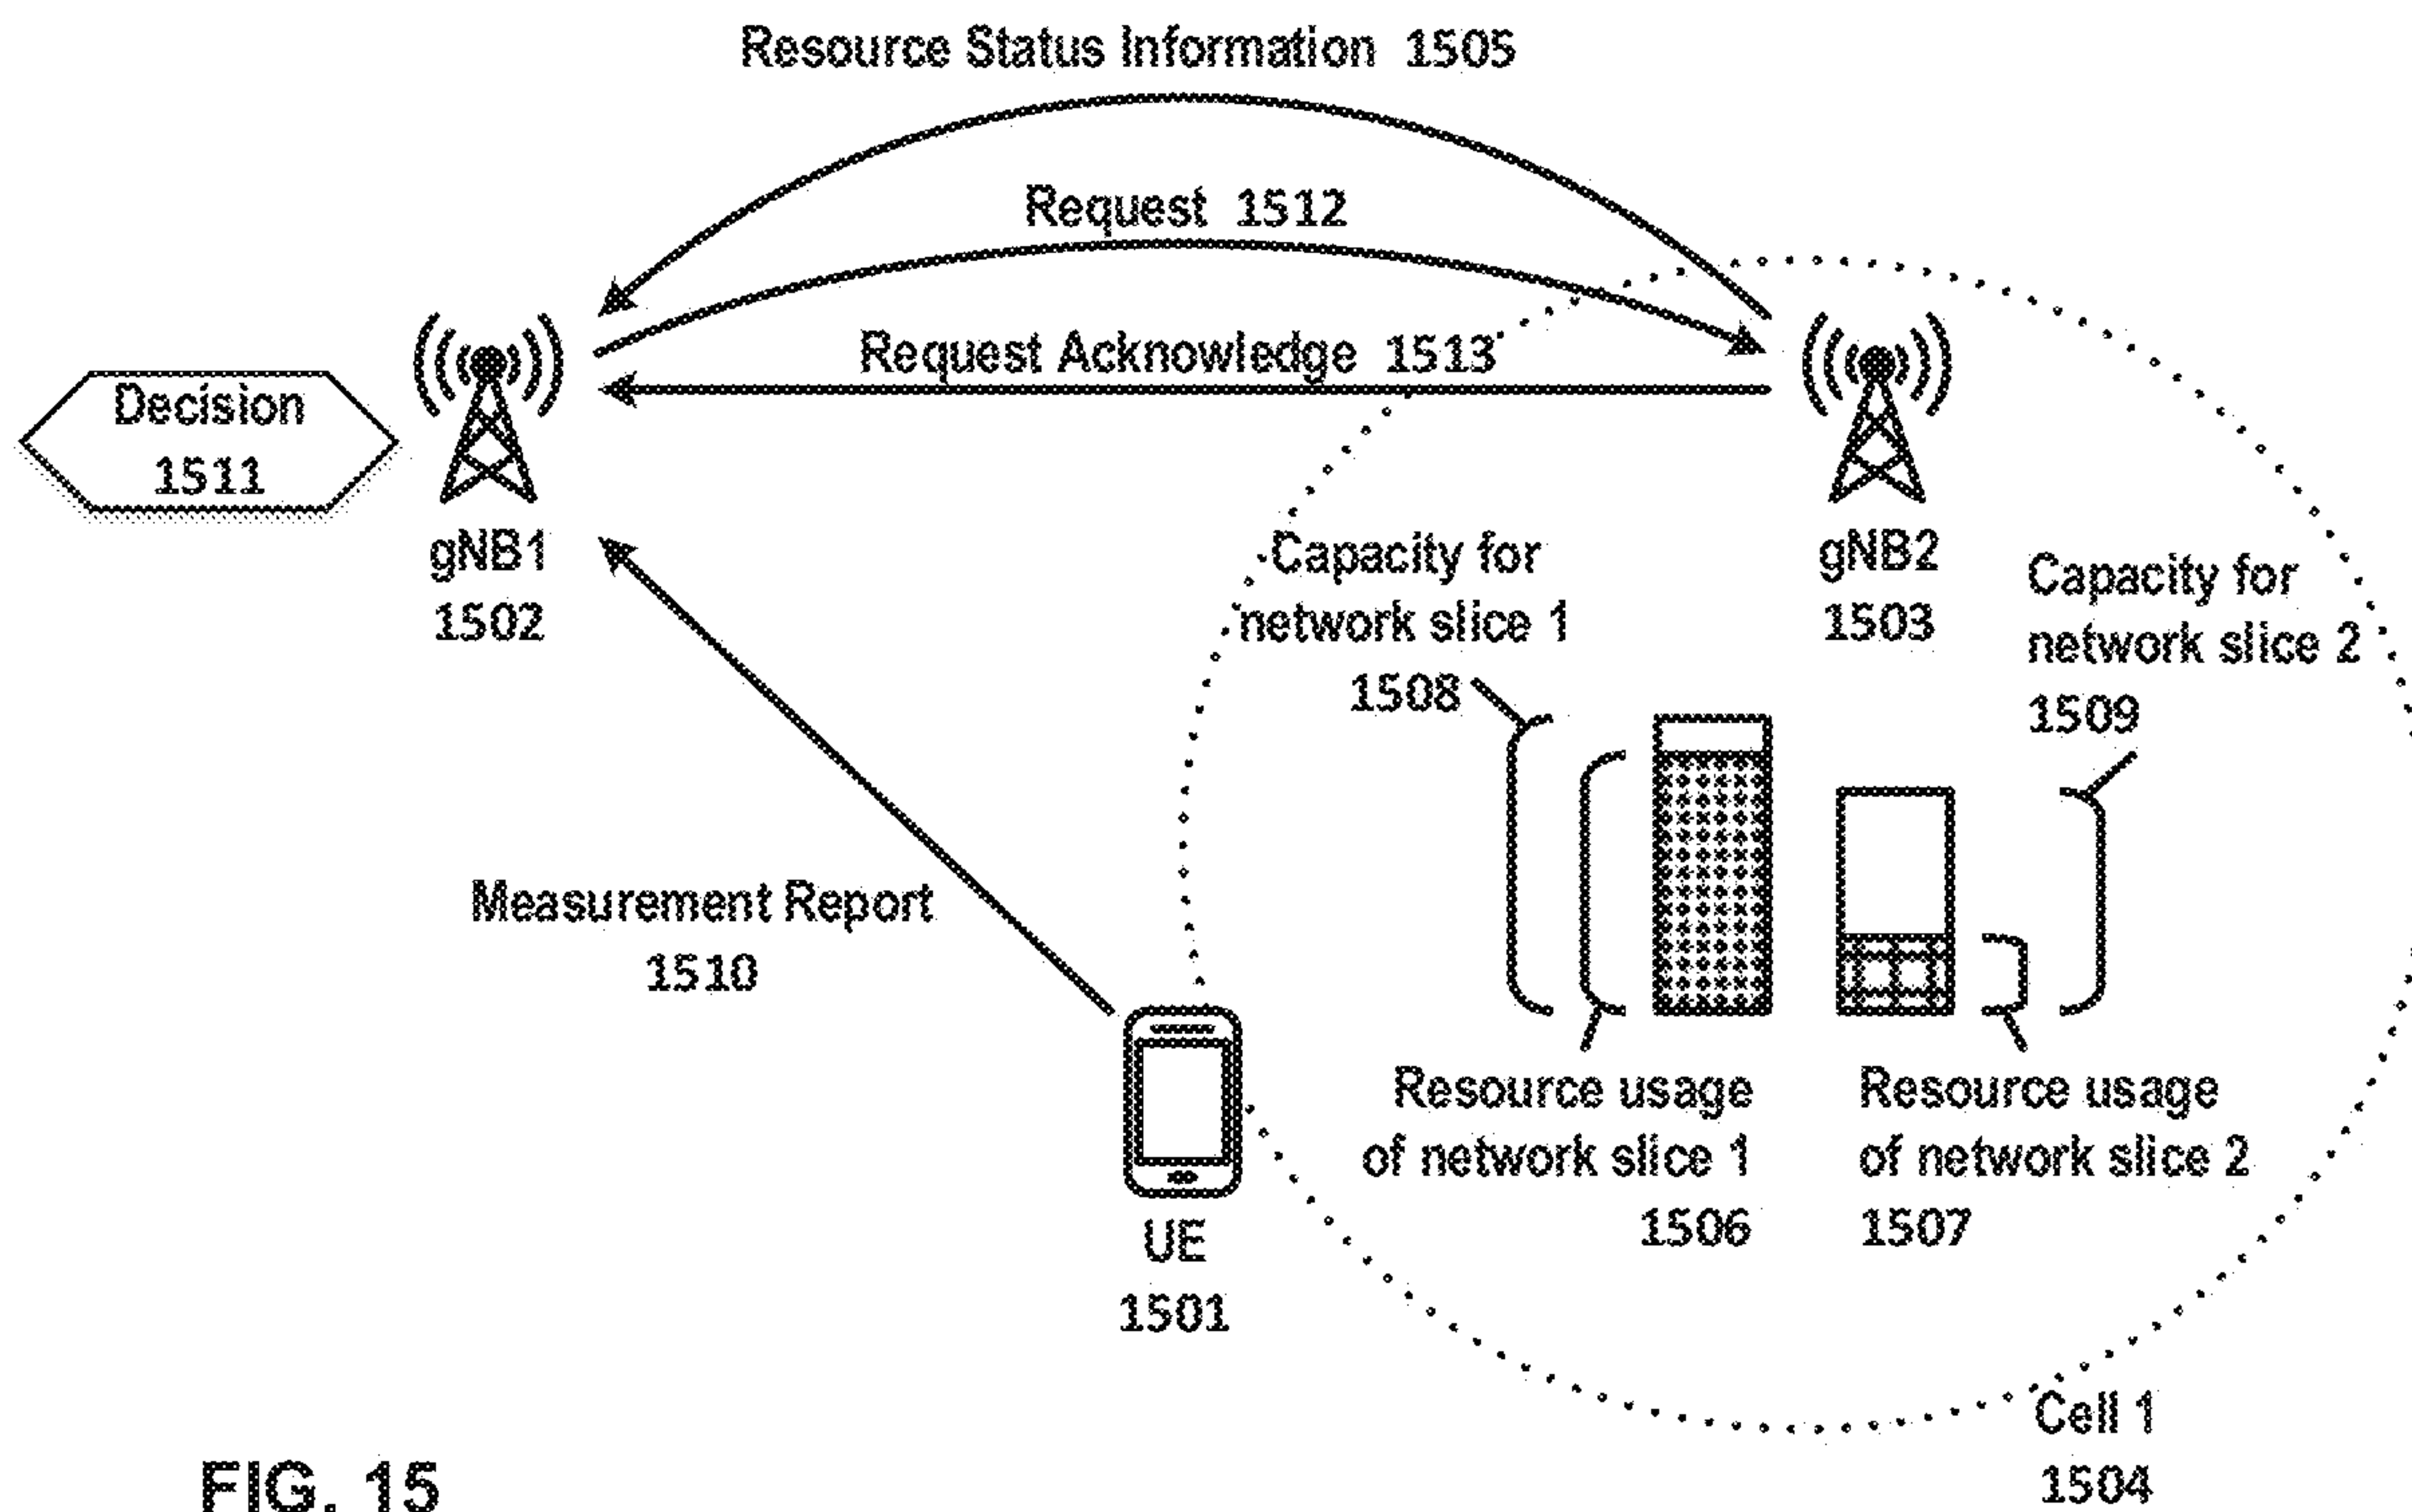 Resource Status Information 1505
Request 1512
Request Acknowledge 1513
Decision
1511
gNB1
1502
gNB2
1503
Capacity for
network slice 1
1508
Capacity for
network slice 2
1509
Measurement Report
1510
UE
1501
Resource usage
of network slice 1
1506
Resource usage
of network slice 2
1507
Cell 1
1504
FIG. 15